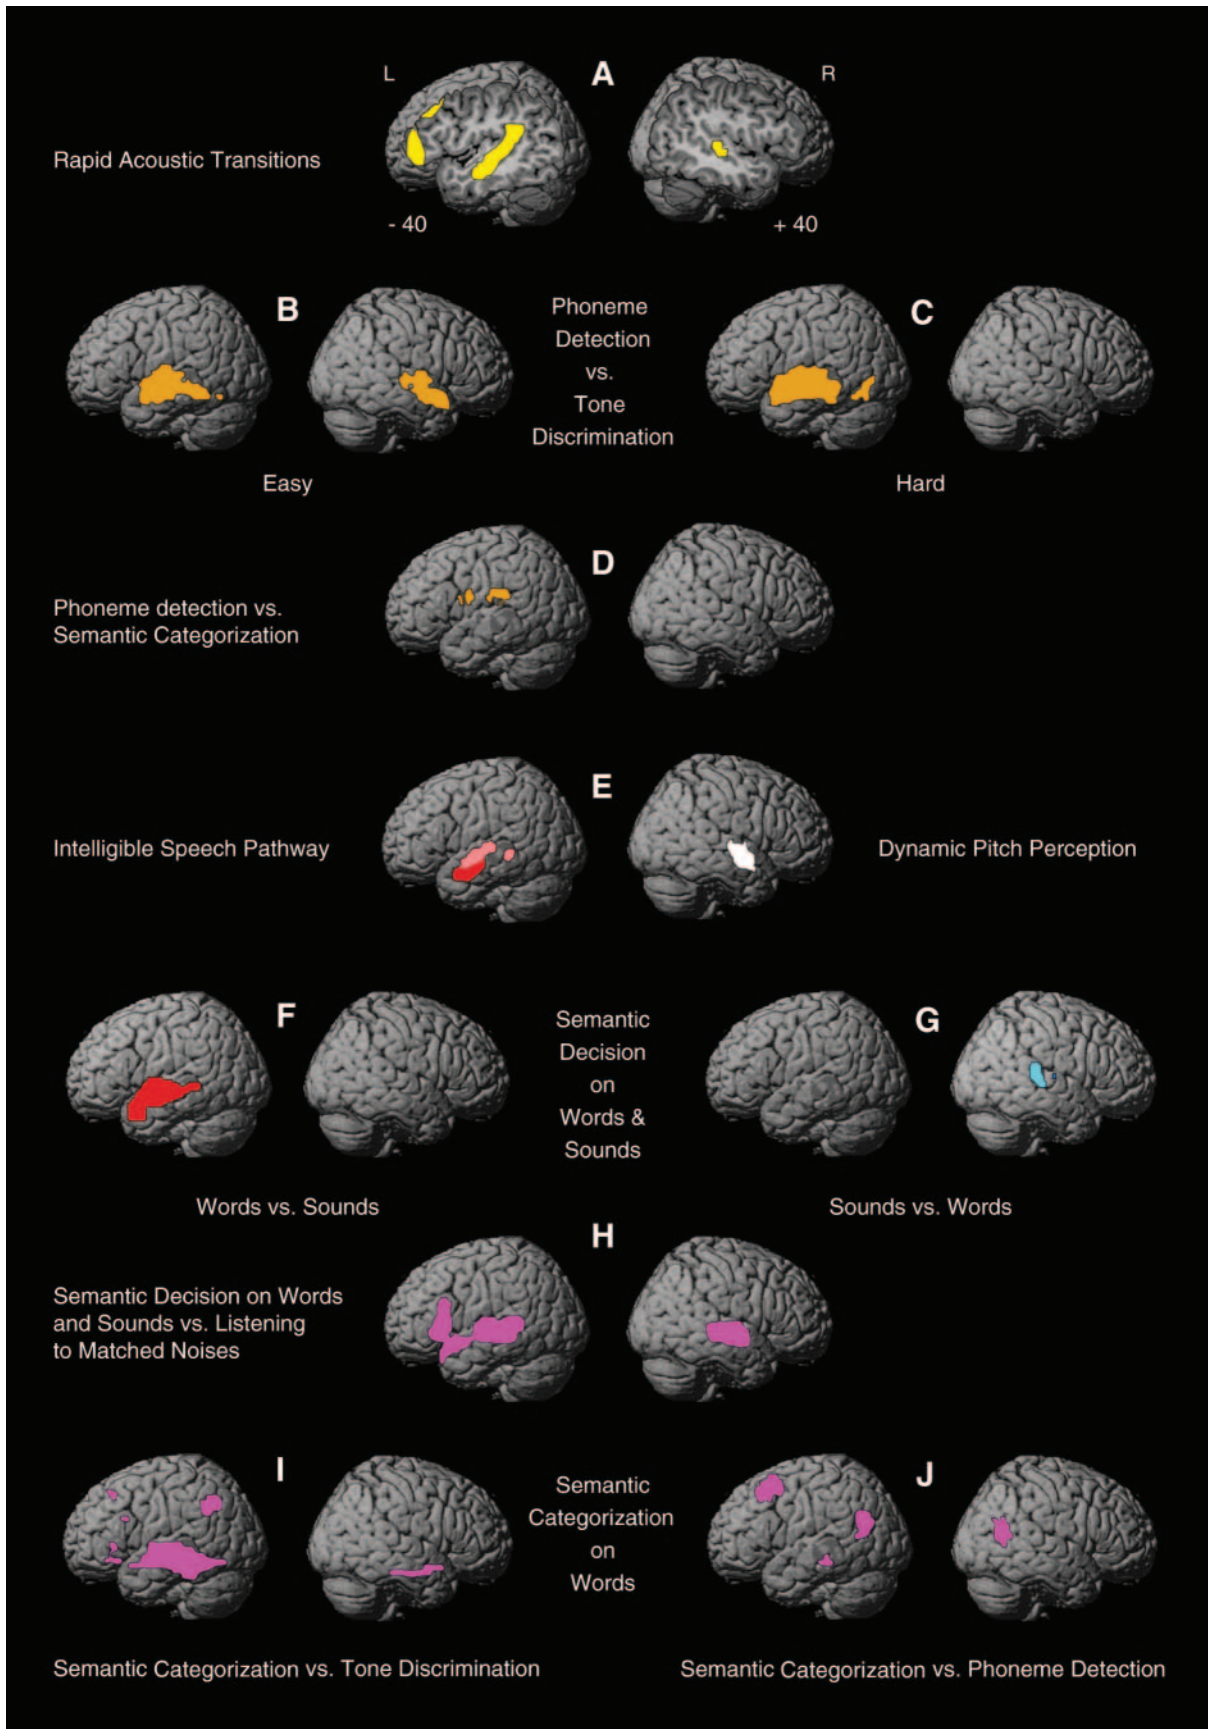 A
L
R
Rapid Acoustic Transitions
- 40
+ 40
B
Phoneme
Detection
vs.
Tone
Discrimination
C
Easy
Hard
D
Phoneme detection vs.
Semantic Categorization
E
Intelligible Speech Pathway
Dynamic Pitch Perception
F
Semantic
Decision
on
Words &
Sounds
G
Words vs. Sounds
Sounds vs. Words
H
Semantic Decision on Words
and Sounds vs. Listening
to Matched Noises
I
Semantic
Categorization
on
Words
J
Semantic Categorization vs. Tone Discrimination
Semantic Categorization vs. Phoneme Detection